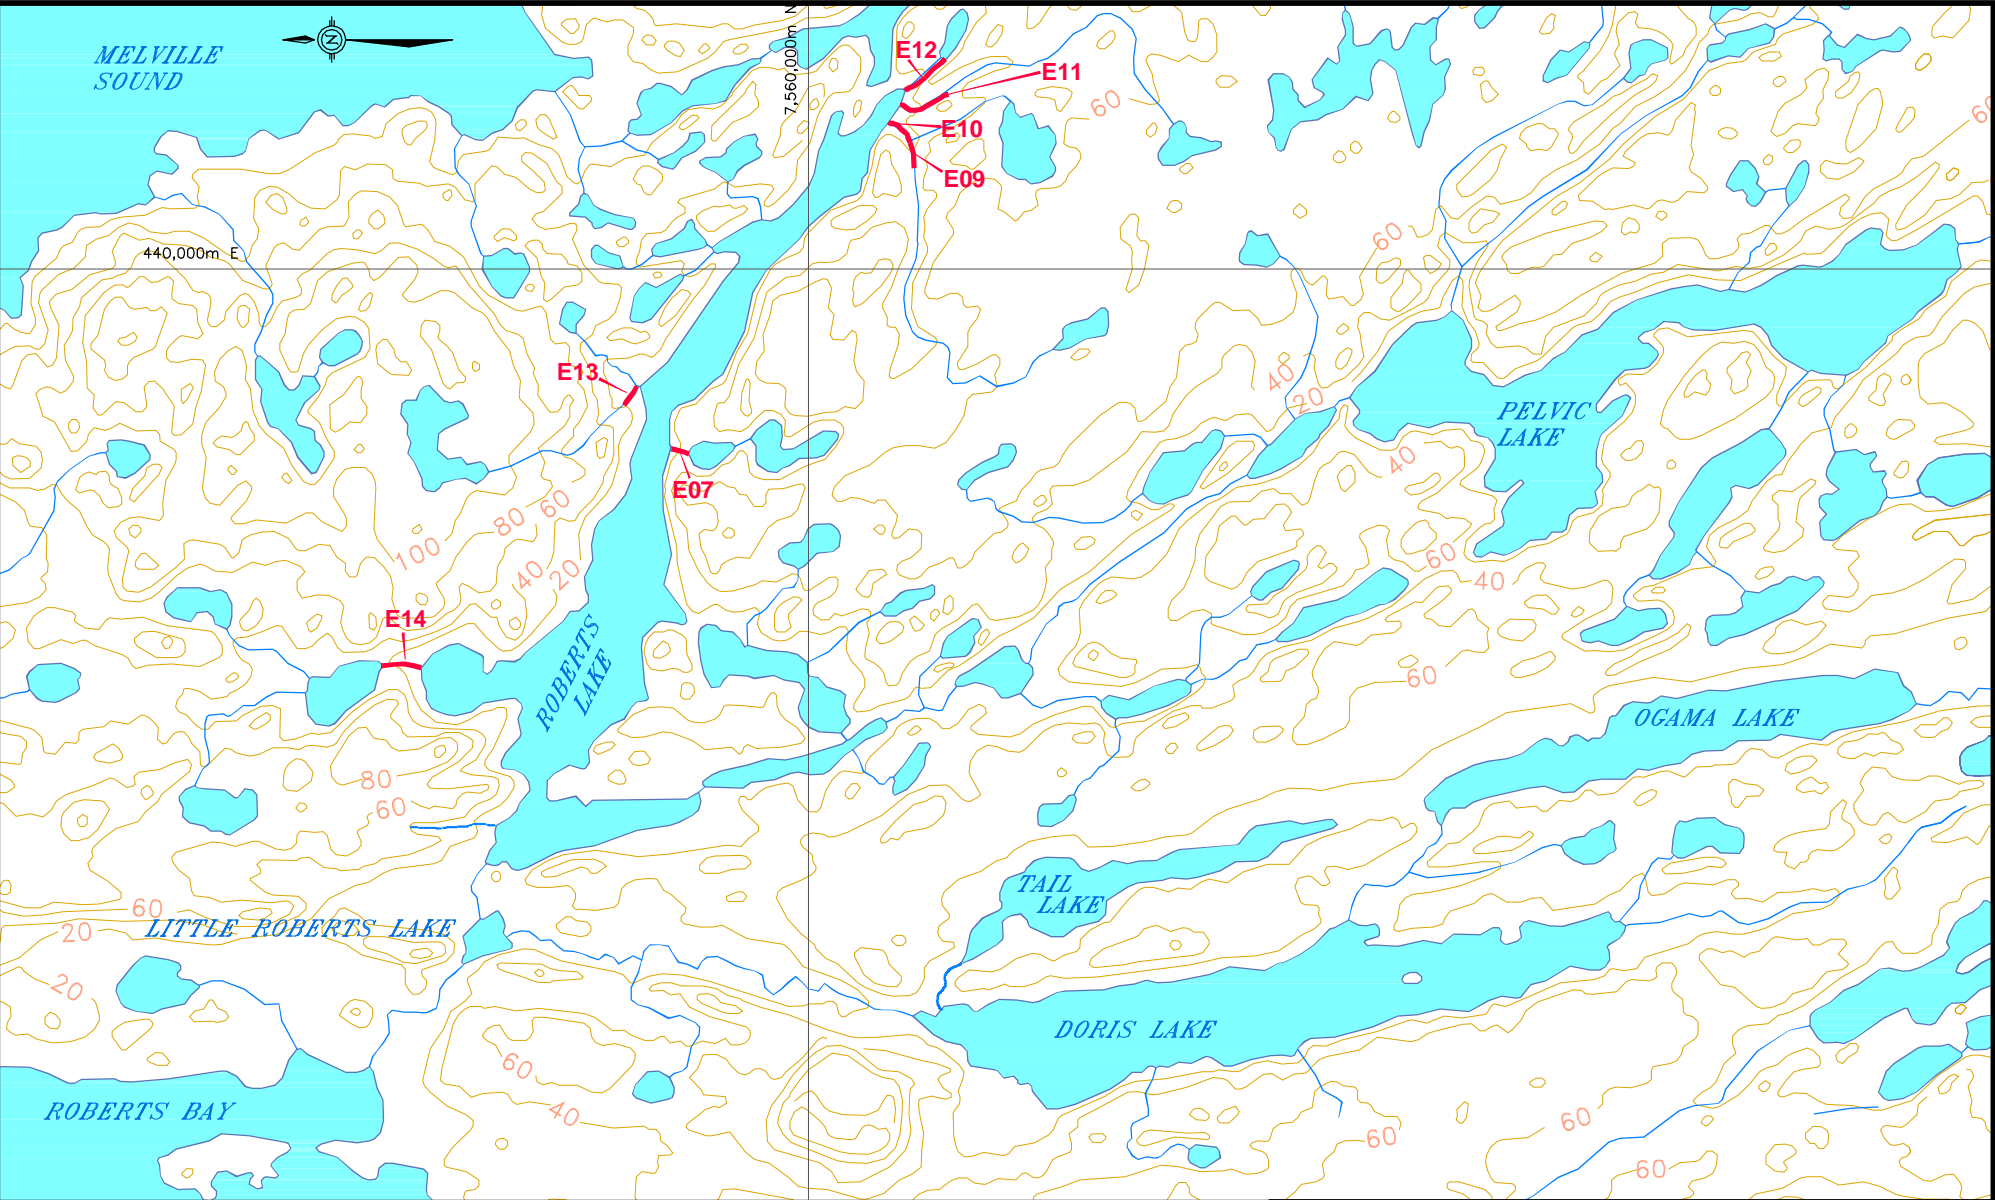 MELVILLE
SOUND
N
7,560,000m N
E12
E11
E10
E09
60
60
440,000m E
60
E13
40
20
PELVIC
LAKE
40
E07
80
60
100
40
20
60
40
E14
ROBERTS
LAKE
60
OGAMA LAKE
80
60
TAIL
LAKE
60
20
LITTLE ROBERTS LAKE
20
DORIS LAKE
60
40
ROBERTS BAY
60
60
60